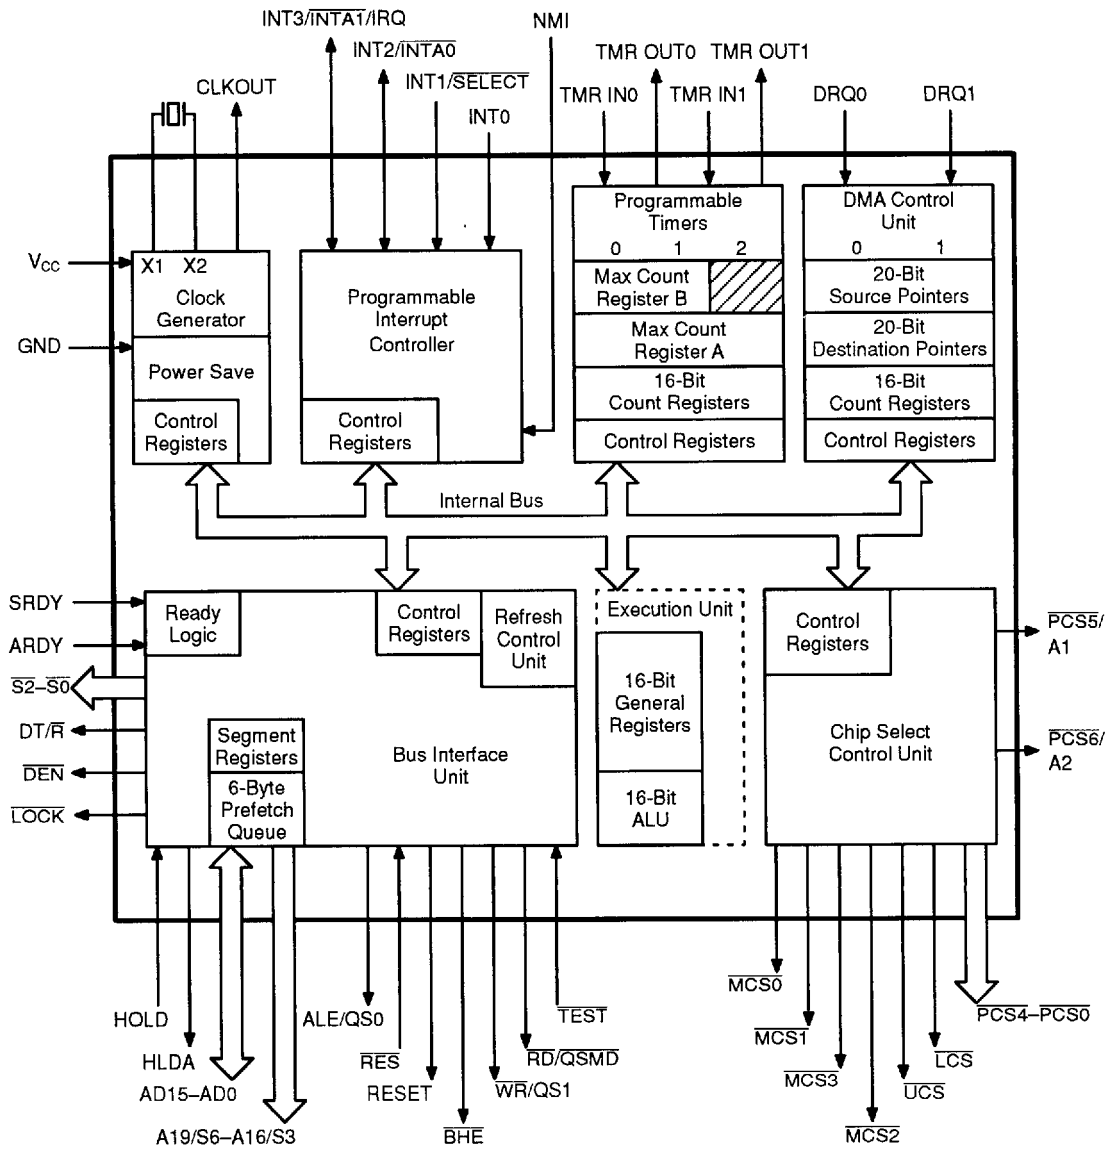 INT3/INTA1/IRQ
NMI
INT2/INTA0
TMR OUT0
TMR OUT1
CLKOUT
INT1/SELECT
TMR IN0
TMR IN1
DRQ0
DRQ1
INT0
VCC
GND
X1 X2
Clock
Generator
Power Save
Control
Registers
Programmable
Interrupt
Controller
Control
Registers
Programmable
Timers
0 1 2
Max Count
Register B
Max Count
Register A
16-Bit
Count Registers
Control Registers
DMA Control
Unit
0 1
20-Bit
Source Pointers
20-Bit
Destination Pointers
16-Bit
Count Registers
Control Registers
Internal Bus
SRDY
ARDY
S2–S0
DT/R
DEN
LOCK
Ready
Logic
Control
Registers
Refresh
Control
Unit
Segment
Registers
6-Byte
Prefetch
Queue
Bus Interface
Unit
Execution Unit
16-Bit
General
Registers
16-Bit
ALU
Control
Registers
Chip Select
Control Unit
PCS5/
A1
PCS6/
A2
HOLD
HLDA
AD15–AD0
A19/S6–A16/S3
ALE/QS0
RES
RESET
BHE
WR/QS1
RD/QSMD
TEST
MCS0
MCS1
MCS3
MCS2
UCS
LCS
PCS4–PCS0